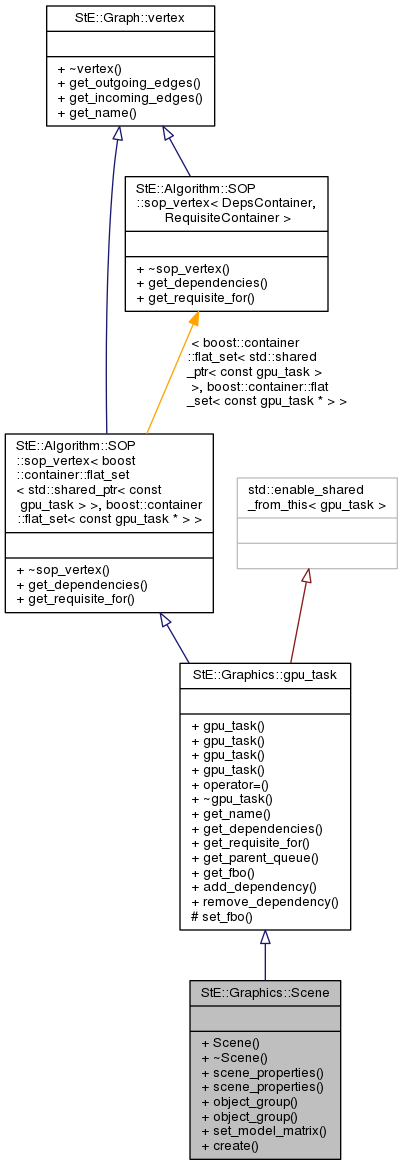 StE::Graph::vertex
+ ~vertex()
+ get_outgoing_edges()
+ get_incoming_edges()
+ get_name()
StE::Algorithm::SOP
::sop_vertex< DepsContainer,
RequisiteContainer >
+ ~sop_vertex()
+ get_dependencies()
+ get_requisite_for()
< boost::container
::flat_set< std::shared
_ptr< const gpu_task >
>, boost::container::flat
_set< const gpu_task * > >
StE::Algorithm::SOP
::sop_vertex< boost
::container::flat_set
< std::shared_ptr< const
gpu_task > >, boost::container
::flat_set< const gpu_task * > >
+ ~sop_vertex()
+ get_dependencies()
+ get_requisite_for()
std::enable_shared
_from_this< gpu_task >
StE::Graphics::gpu_task
+ gpu_task()
+ gpu_task()
+ gpu_task()
+ gpu_task()
+ operator=()
+ ~gpu_task()
+ get_name()
+ get_dependencies()
+ get_requisite_for()
+ get_parent_queue()
+ get_fbo()
+ add_dependency()
+ remove_dependency()
# set_fbo()
StE::Graphics::Scene
+ Scene()
+ ~Scene()
+ scene_properties()
+ scene_properties()
+ object_group()
+ object_group()
+ set_model_matrix()
+ create()